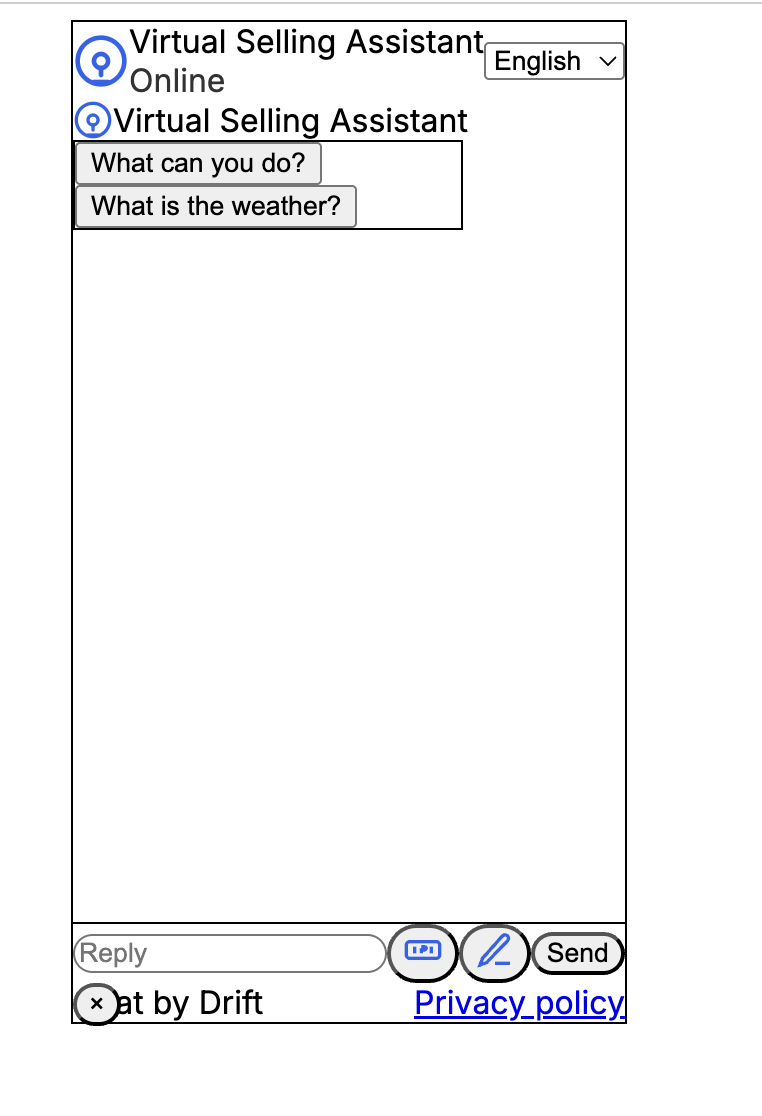 Virtual Selling Assistant
Online
English
Virtual Selling Assistant
What can you do?
What is the weather?
Reply
Send
at by Drift
Privacy policy